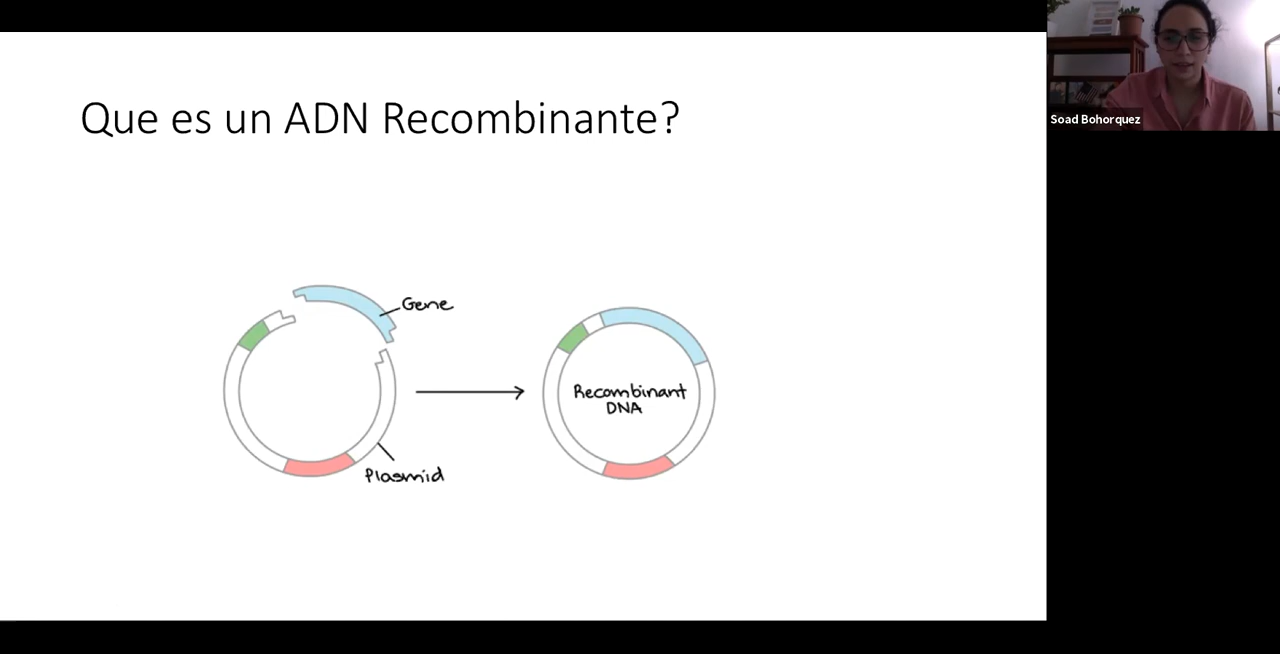 Que es un ADN Recombinante?
Soad Bohorquez
Gene
Recombinant
DNA
Plasmid